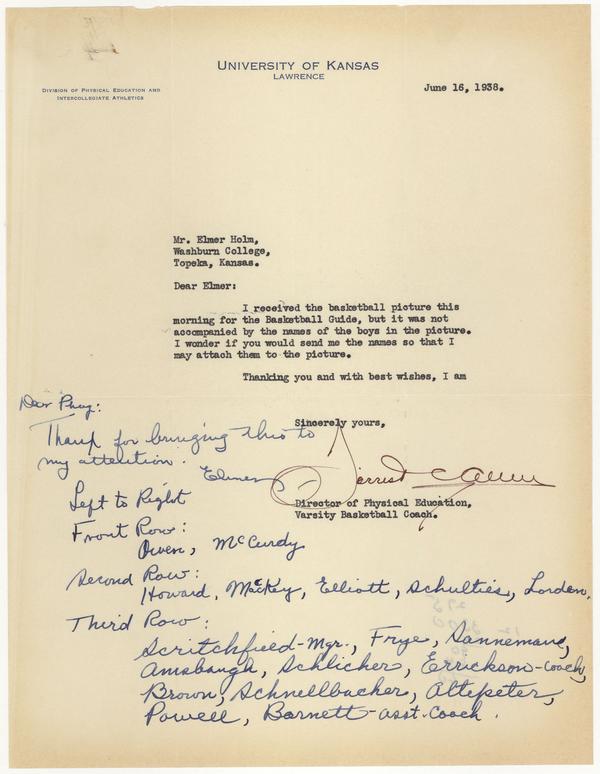 UNIVERSITY OF KANSAS
LAWRENCE
DIVISION OF PHYSICAL EDUCATION AND
INTERCOLLEGIATE ATHLETICS
June 16, 1938.
Mr. Elmer Holm,
Washburn College,
Topeka, Kansas.
Dear Elmer:
I received the basketball picture this
morning for the Basketball Guide, but it was not
accompanied by the names of the boys in the picture.
I wonder if you would send me the names so that I
may attach them to the picture.
Thanking you and with best wishes, I am
Sincerely yours,
Forrest C Allen
Director of Physical Education,
Varsity Basketball Coach.
Dear Phog:
Thanks for bringing this to
my attention.
Elmer
Left to Right
Front Row:
Owen, McCurdy
Second Row:
Howard, MacKey, Elliott, Schulties, Lorden,
Third Row:
Scritchfield-Mgr., Frye, Sannemann,
Amsbaugh, Schlicher, Errickson-coach,
Brown, Schnellbacher, Altepeter,
Powell, Barnett-asst. Coach.